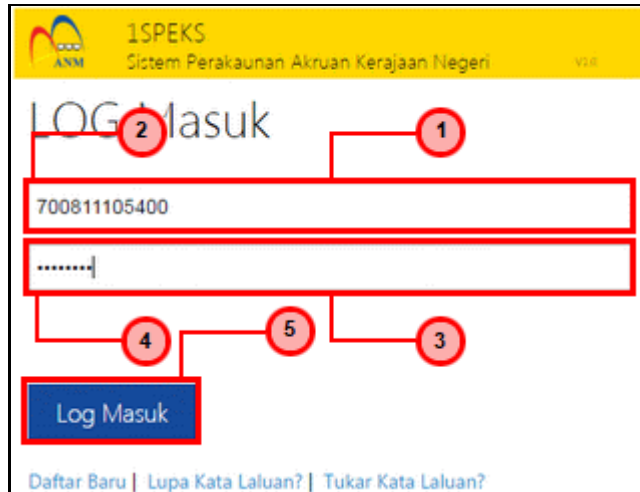 1SPEKS
ANM Sistem Perakaunan Akruan Kerajaan Negeri V1.0
LOG Masuk
2 1
700811105400
••••••••
4 5 3
Log Masuk
Daftar Baru | Lupa Kata Laluan? | Tukar Kata Laluan?